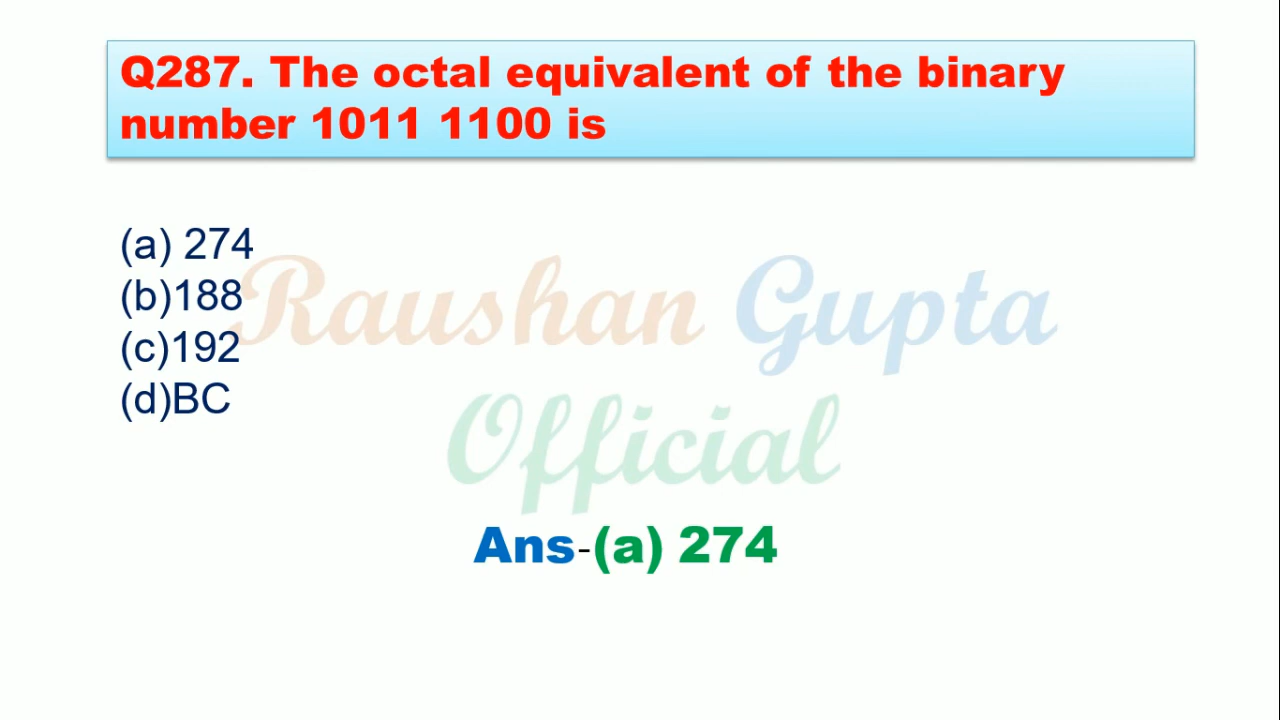 Q287. The octal equivalent of the binary
number 1011 1100 is
(a) 274
(b)188
(c)192
(d)BC
Raushan Gupta
Official
Ans-(a) 274